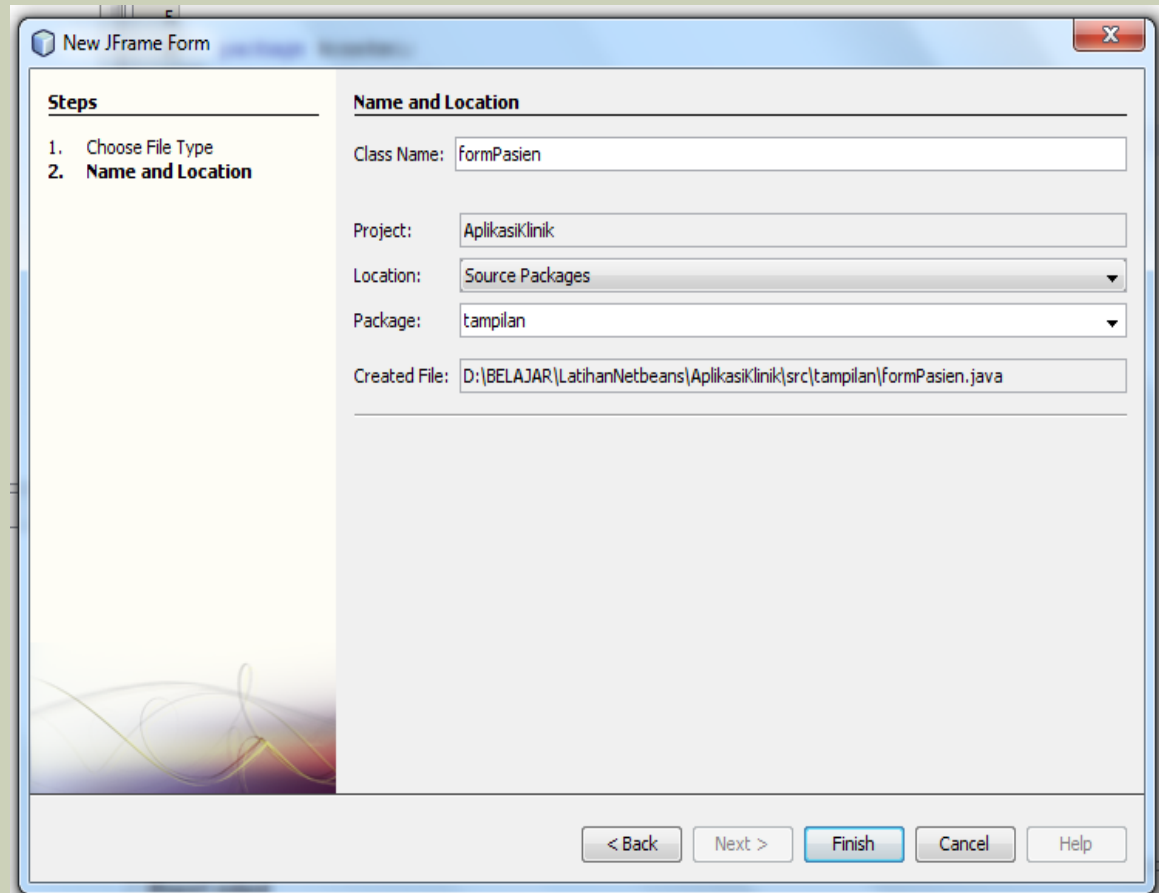 New JFrame Form
Steps
1. Choose File Type
2. Name and Location
Name and Location
Class Name: formPasien
Project: AplikasiKlinik
Location: Source Packages
Package: tampilan
Created File: D:\BELAJAR\LatihanNetbeans\AplikasiKlinik\src\tampilan\formPasien.java
< Back Next > Finish Cancel Help